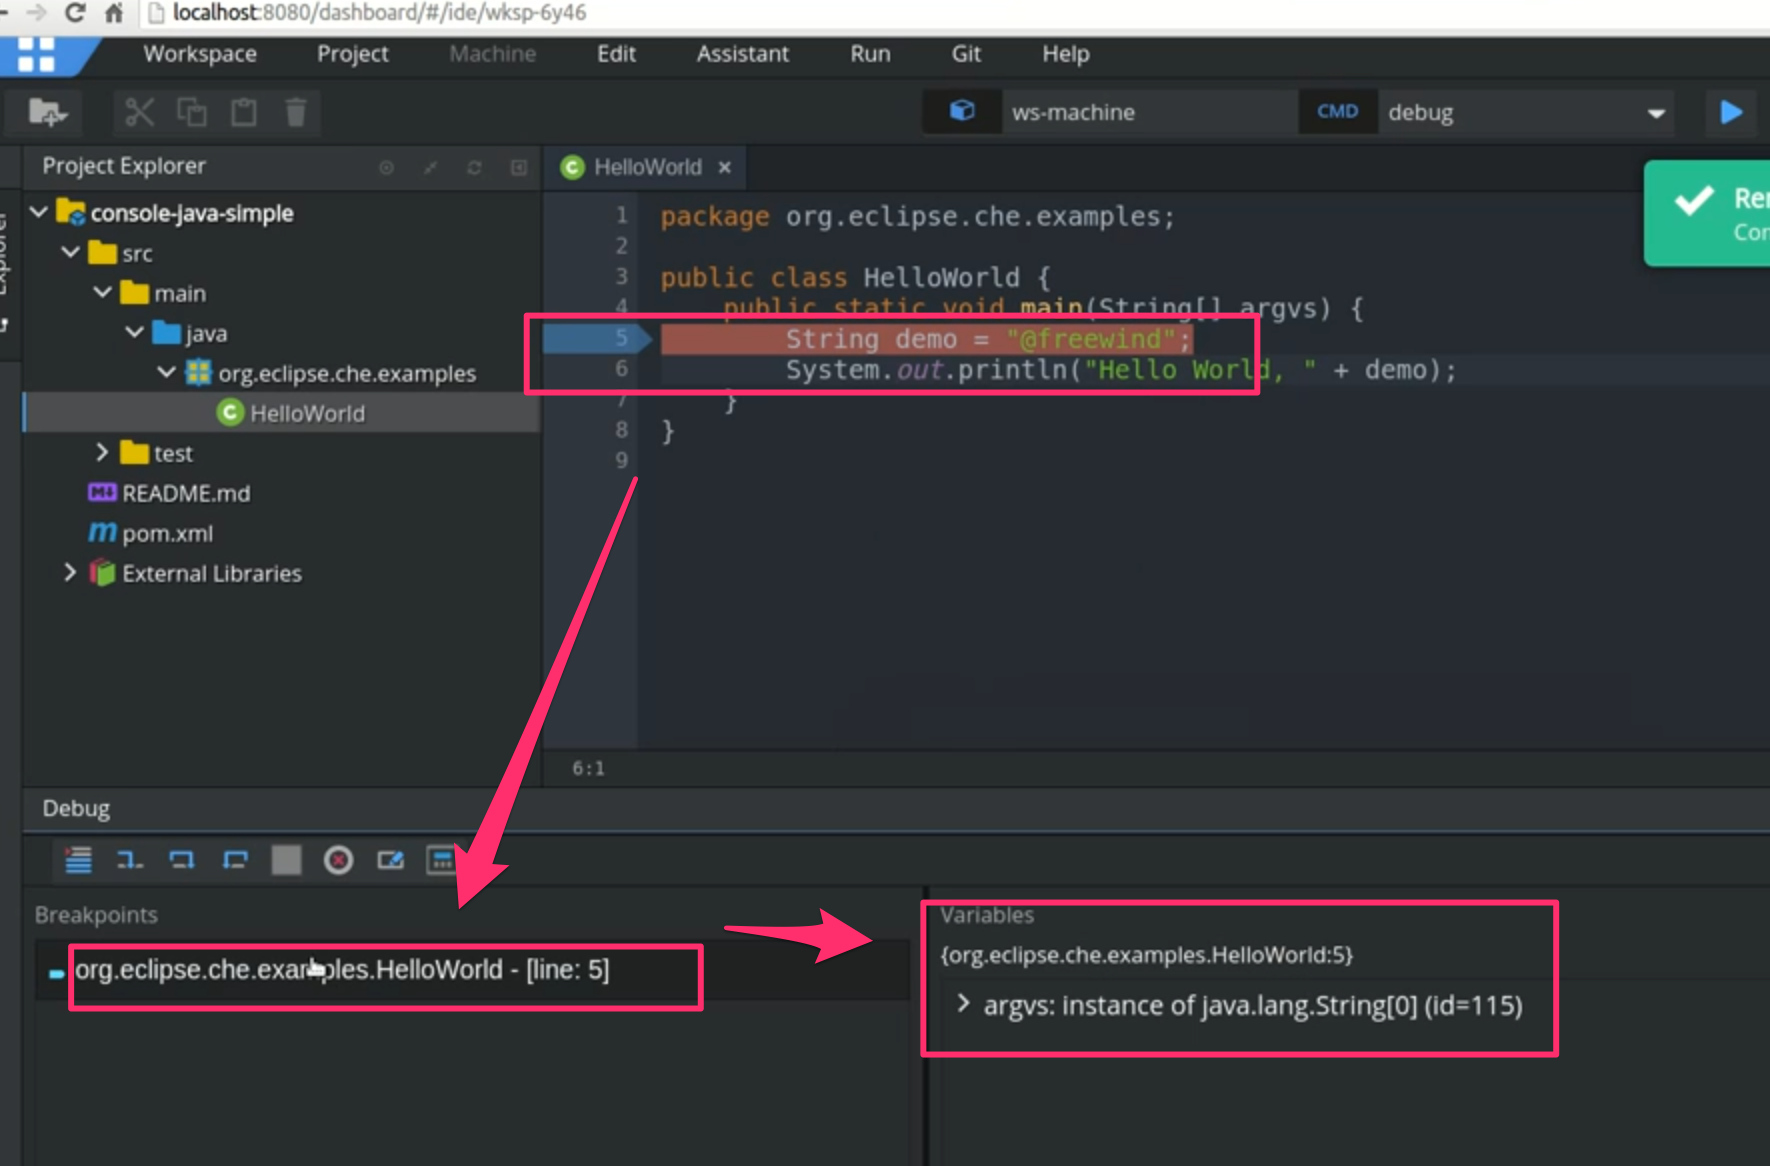 localhost:8080/dashboard/#/ide/wksp-6y46
Workspace Project Machine Edit Assistant Run Git Help
ws-machine CMD debug
Project Explorer
HelloWorld
console-java-simple
src
main
java
org.eclipse.che.examples
HelloWorld
test
README.md
pom.xml
External Libraries
1 package org.eclipse.che.examples;
2
3 public class HelloWorld {
4 public static void main(String[] argvs) {
5 String demo = "@freewind";
6 System.out.println("Hello World, " + demo);
7 }
8 }
9
6:1
Debug
Breakpoints
org.eclipse.che.examples.HelloWorld - [line: 5]
Variables
{org.eclipse.che.examples.HelloWorld:5}
argvs: instance of java.lang.String[0] (id=115)